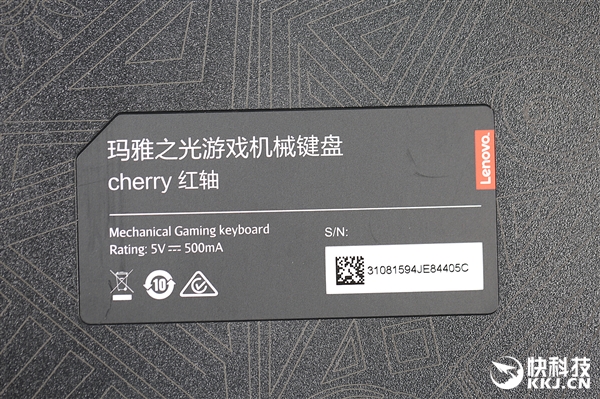 玛雅之光游戏机械键盘
cherry 红轴
Lenovo.
Mechanical Gaming keyboard
Rating: 5V⎓500mA
S/N:
31081594JE84405C
10
快科技
KKJ.CN